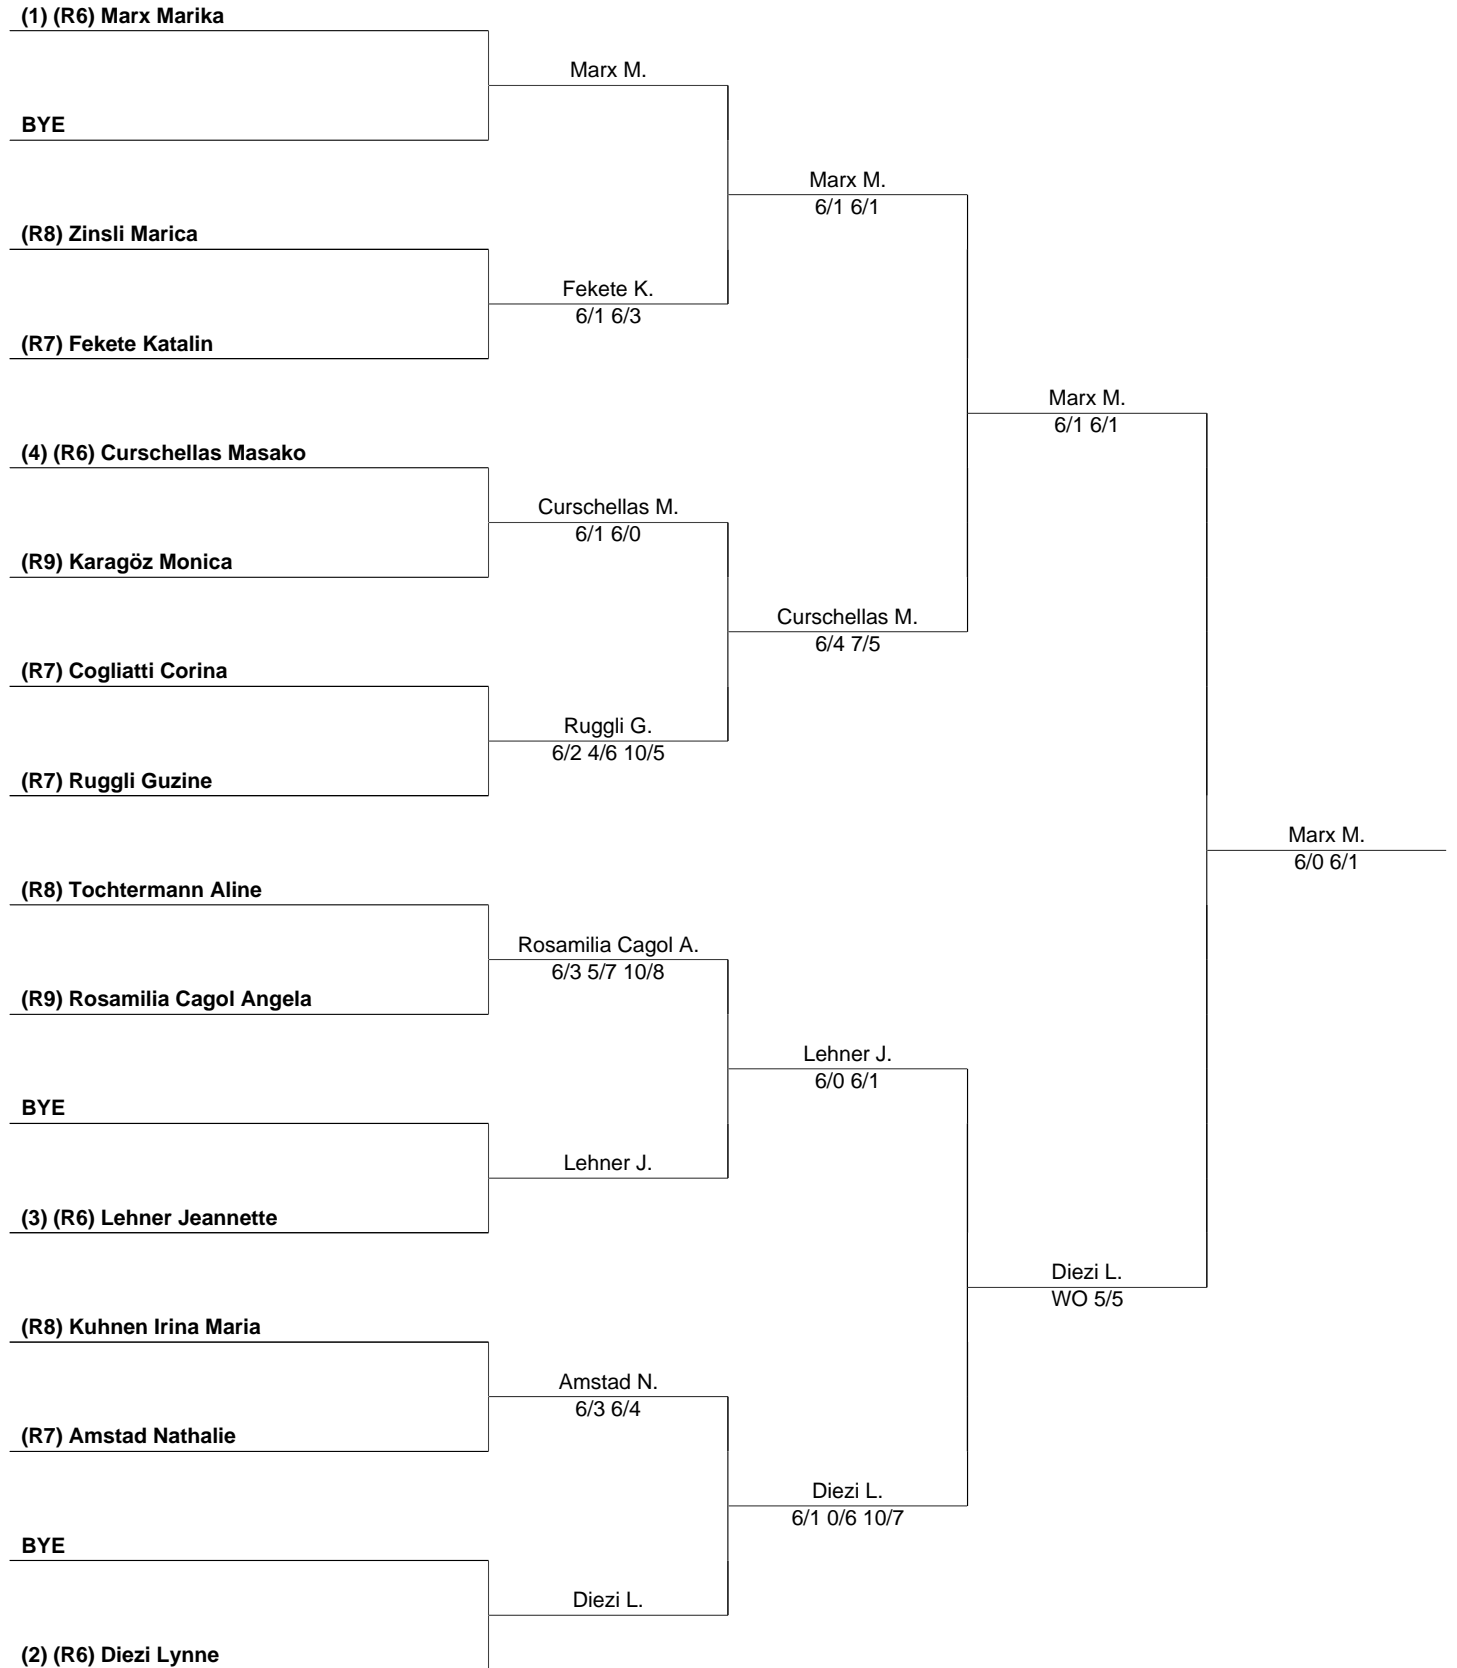 (1) (R6) Marx Marika
Marx M.
BYE
Marx M.
6/1 6/1
(R8) Zinsli Marica
Fekete K.
6/1 6/3
(R7) Fekete Katalin
Marx M.
6/1 6/1
(4) (R6) Curschellas Masako
Curschellas M.
6/1 6/0
(R9) Karagöz Monica
Curschellas M.
6/4 7/5
(R7) Cogliatti Corina
Ruggli G.
6/2 4/6 10/5
(R7) Ruggli Guzine
Marx M.
6/0 6/1
(R8) Tochtermann Aline
Rosamilia Cagol A.
6/3 5/7 10/8
(R9) Rosamilia Cagol Angela
Lehner J.
6/0 6/1
BYE
Lehner J.
(3) (R6) Lehner Jeannette
Diezi L.
WO 5/5
(R8) Kuhnen Irina Maria
Amstad N.
6/3 6/4
(R7) Amstad Nathalie
Diezi L.
6/1 0/6 10/7
BYE
Diezi L.
(2) (R6) Diezi Lynne